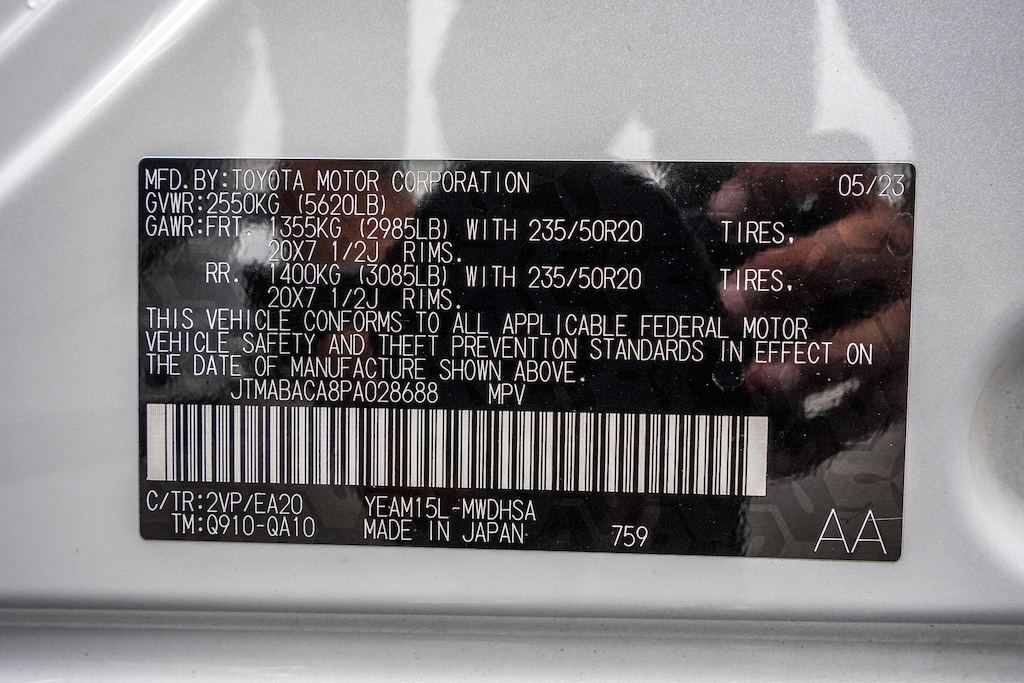 MFD.BY:TOYOTA MOTOR CORPORATION 05/23
GVWR:2550KG (5620LB)
GAWR:FRT. 1355KG (2985LB) WITH 235/50R20 TIRES,
20X7 1/2J RIMS.
RR. 1400KG (3085LB) WITH 235/50R20 TIRES,
20X7 1/2J RIMS.
THIS VEHICLE CONFORMS TO ALL APPLICABLE FEDERAL MOTOR
VEHICLE SAFETY AND THEFT PREVENTION STANDARDS IN EFFECT ON
THE DATE OF MANUFACTURE SHOWN ABOVE.
JTMABACA8PA028688 MPV
C/TR:2VP/EA20 YEAM15L-MWDHSA
TM:Q910-QA10 MADE IN JAPAN 759 AA